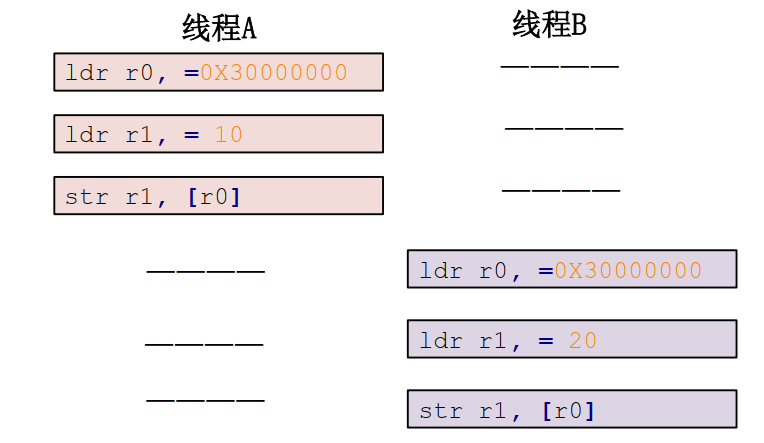 线程A
线程B
ldr r0, =0X30000000
ldr r1, = 10
str r1, [r0]
ldr r0, =0X30000000
ldr r1, = 20
str r1, [r0]